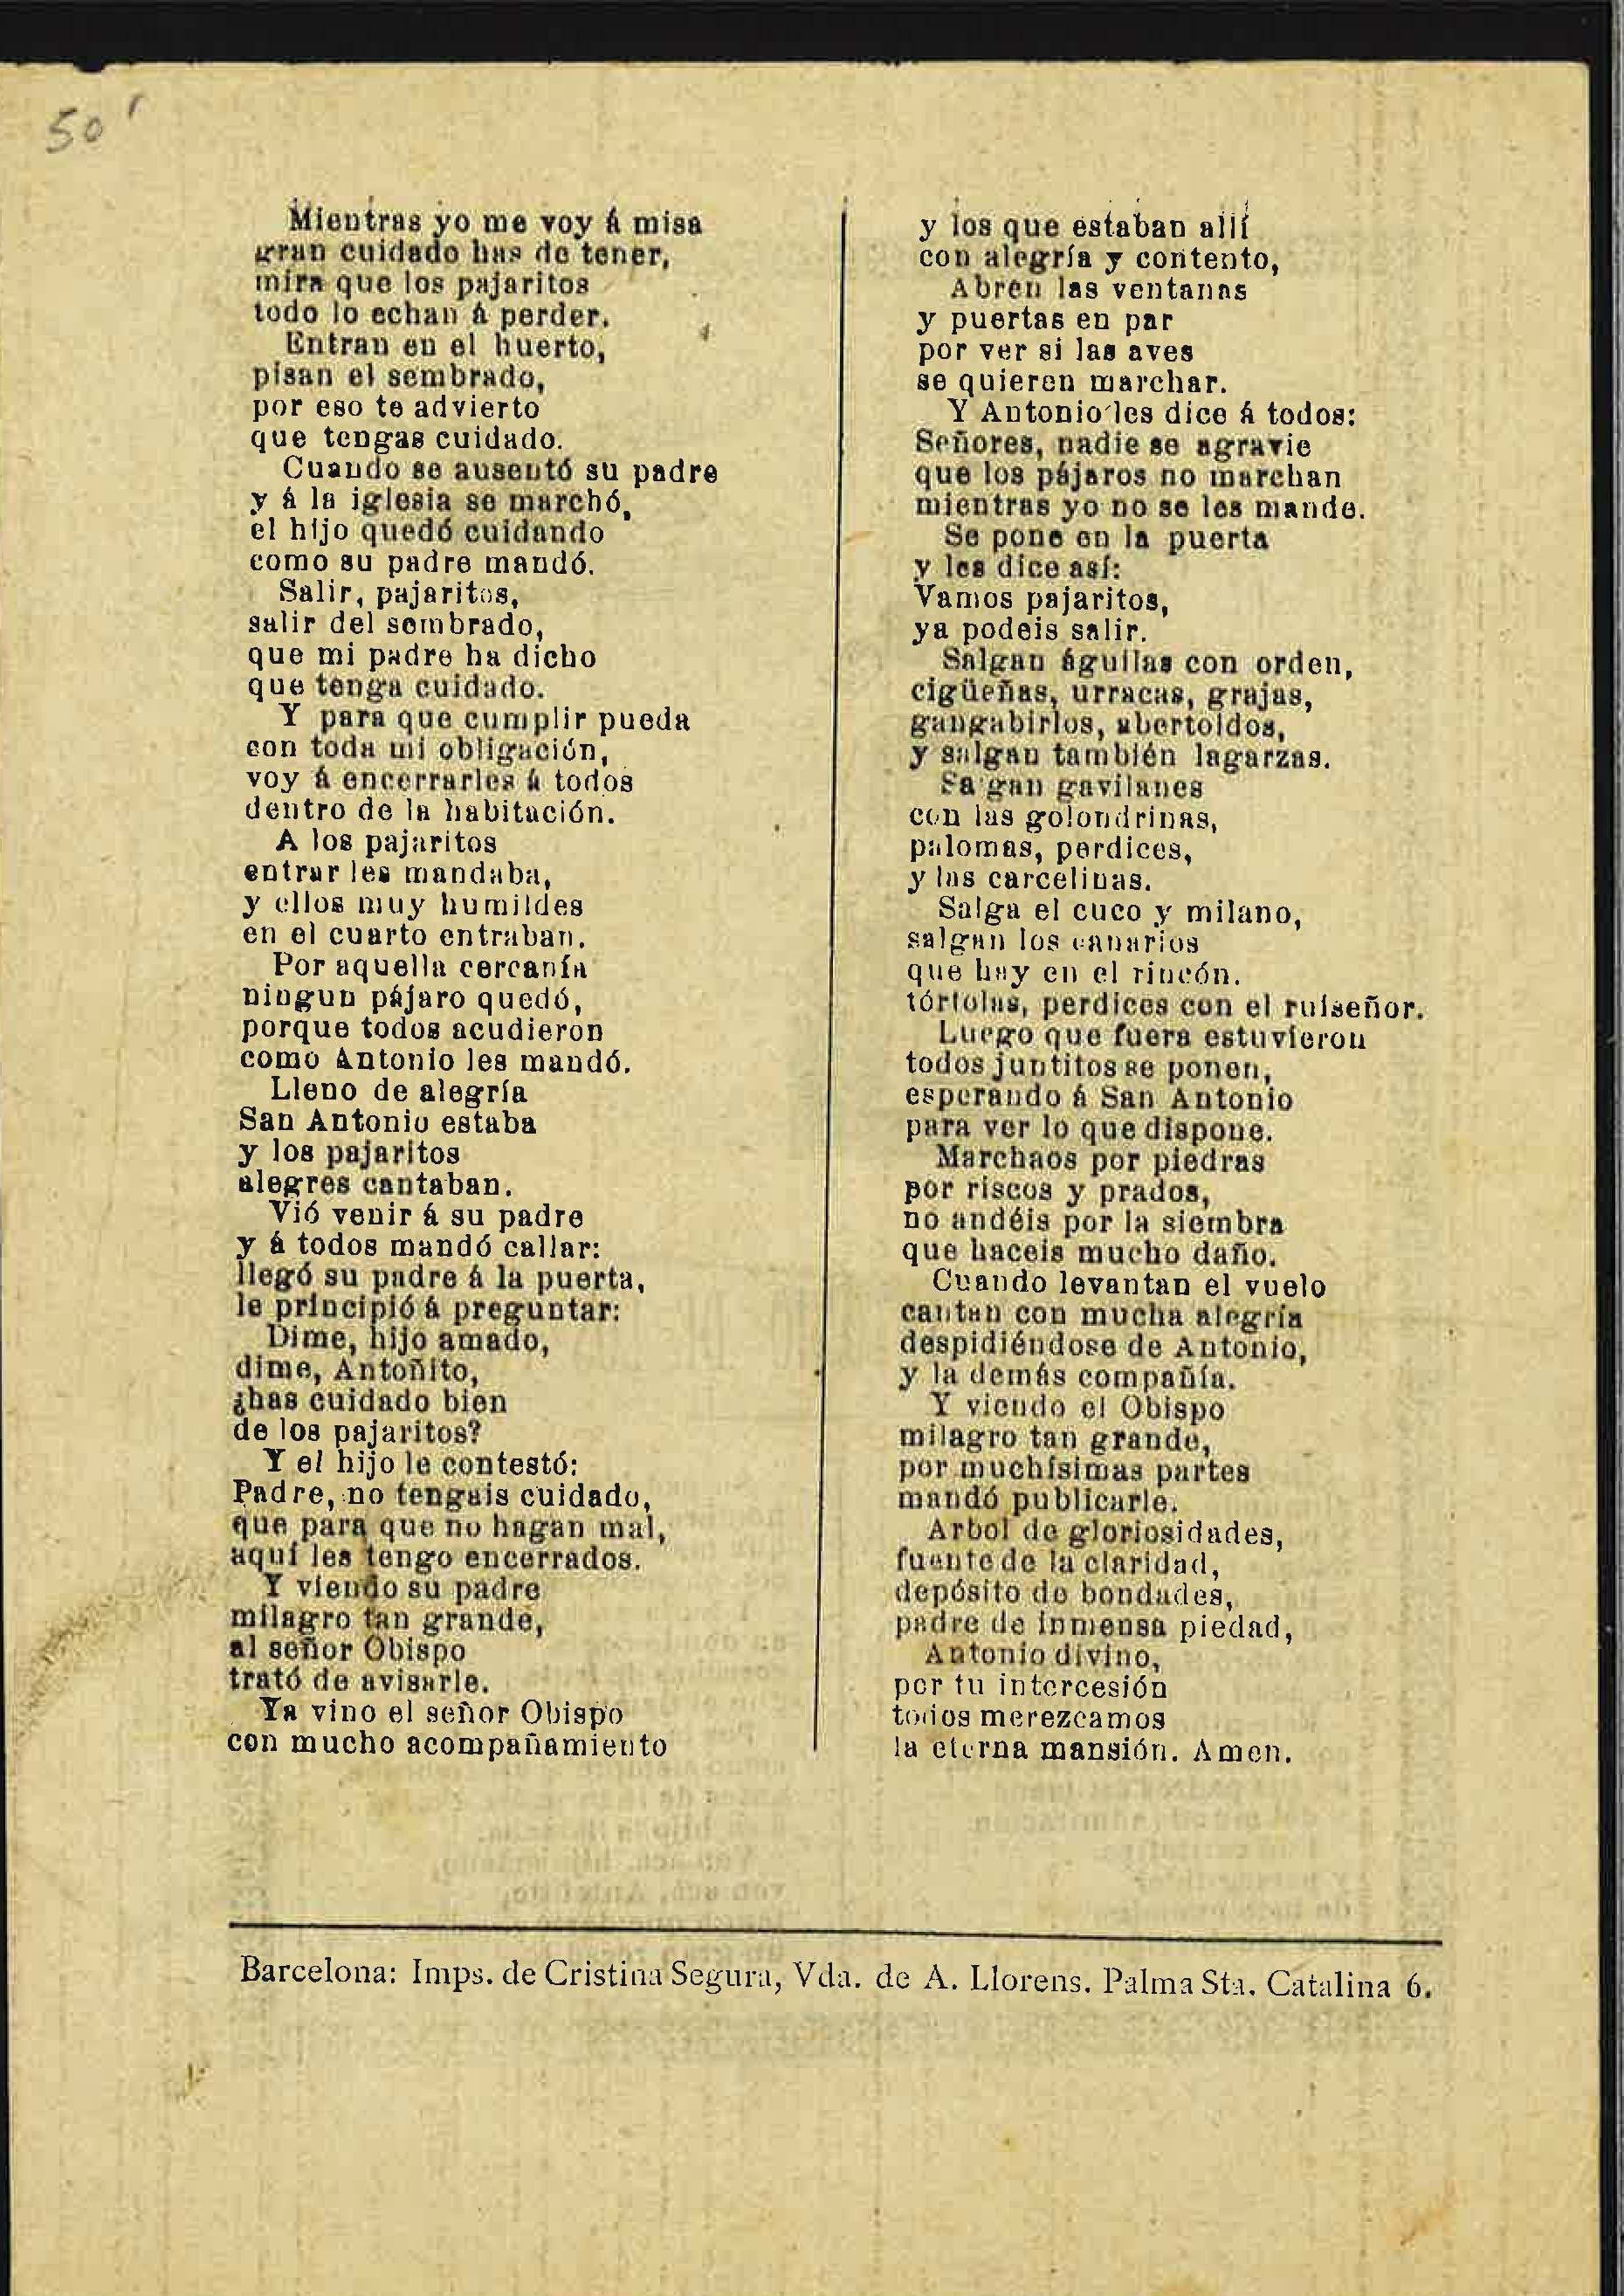 50'
Mientras yo me voy á misa
gran cuidado has de tener,
mira que los pajaritos
todo lo echan á perder.
Entran en el huerto,
pisan el sembrado,
por eso te advierto
que tengas cuidado.
Cuando se ausentó su padre
y á la iglesia se marchó,
el hijo quedó cuidando
como su padre mandó.
Salir, pajaritos,
salir del sembrado,
que mi padre ha dicho
que tenga cuidado.
Y para que cumplir pueda
con toda mi obligación,
voy á encerrarles á todos
dentro de la habitación.
A los pajaritos
entrar les mandaba,
y ellos muy humildes
en el cuarto entraban.
Por aquella cercanía
ningun pájaro quedó,
porque todos acudieron
como Antonio les mandó.
Lleno de alegría
San Antonio estaba
y los pajaritos
alegres cantaban.
Vió venir á su padre
y á todos mandó callar:
llegó su padre á la puerta,
le principió á preguntar:
Dime, hijo amado,
dime, Antoñito,
¿has cuidado bien
de los pajaritos?
Y el hijo le contestó:
Padre, no tengais cuidado,
que para que no hagan mal,
aquí les tengo encerrados.
Y viendo su padre
milagro tan grande,
al señor Obispo
trató de avisarle.
Ya vino el señor Obispo
con mucho acompañamiento
y los que estaban allí
con alegría y contento,
Abren las ventanas
y puertas en par
por ver si las aves
se quieren marchar.
Y Antonio les dice á todos:
Señores, nadie se agravie
que los pájaros no marchan
mientras yo no se les mande.
Se pone en la puerta
y les dice así:
Vamos pajaritos,
ya podeis salir.
Salgan águilas con orden,
cigüeñas, urracas, grajas,
gangabirlos, abertoldos,
y salgan también lagarzas.
Salgan gavilanes
con las golondrinas,
palomas, perdices,
y las carcelinas.
Salga el cuco y milano,
salgan los canarios
que hay en el rincón.
tórtolas, perdices con el ruiseñor.
Luego que fuera estuvieron
todos juntitos se ponen,
esperando á San Antonio
para ver lo que dispone.
Marchaos por piedras
por riscos y prados,
no andéis por la siembra
que haceis mucho daño.
Cuando levantan el vuelo
cantan con mucha alegría
despidiéndose de Antonio,
y la demás compañía.
Y viendo el Obispo
milagro tan grande,
por muchísimas partes
mandó publicarle.
Arbol de gloriosidades,
fuente de la claridad,
depósito de bondades,
padre de inmensa piedad,
Antonio divino,
por tu intercesión
todos merezcamos
la eterna mansión. Amen.
Barcelona: Imps. de Cristina Segura, Vda. de A. Llorens. Palma Sta. Catalina 6.